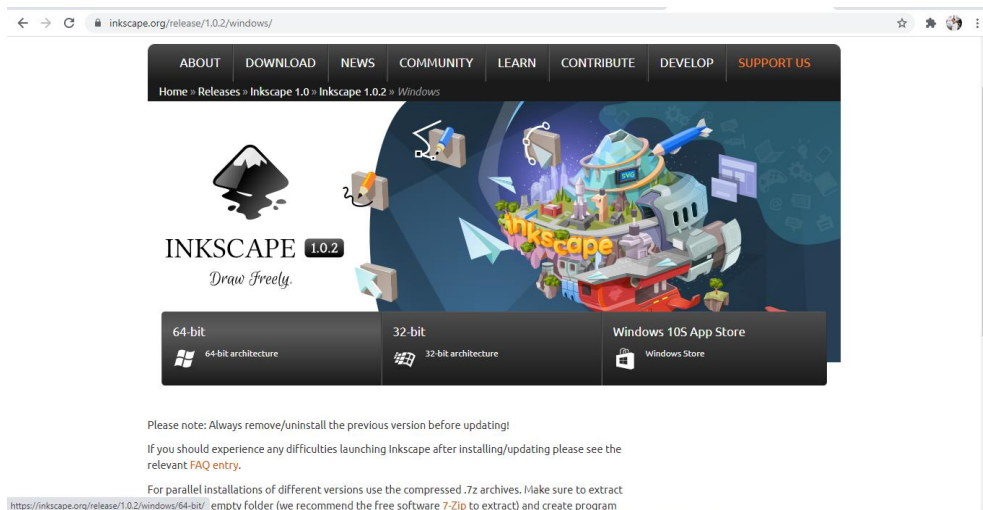 inkscape.org/release/1.0.2/windows/
ABOUT DOWNLOAD NEWS COMMUNITY LEARN CONTRIBUTE DEVELOP SUPPORT US
Home » Releases » Inkscape 1.0 » Inkscape 1.0.2 » Windows
SVG
Inkscape
INKSCAPE 1.0.2
Draw Freely.
64-bit
64-bit architecture
32-bit
32-bit architecture
Windows 10S App Store
Windows Store
Please note: Always remove/uninstall the previous version before updating!
If you should experience any difficulties launching Inkscape after installing/updating please see the
relevant FAQ entry.
For parallel installations of different versions use the compressed .7z archives. Make sure to extract
empty folder (we recommend the free software 7-Zip to extract) and create program
https://inkscape.org/release/1.0.2/windows/64-bit/